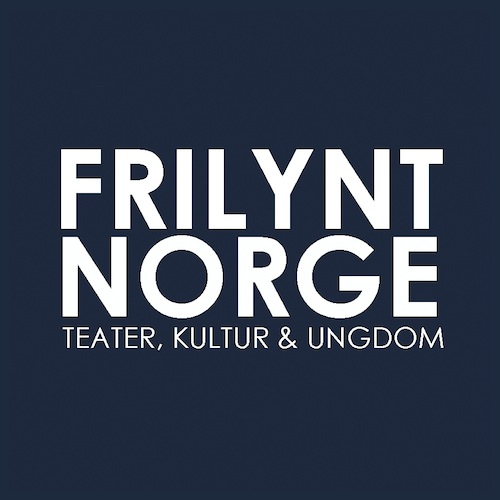 FRILYNT
NORGE
TEATER, KULTUR & UNGDOM